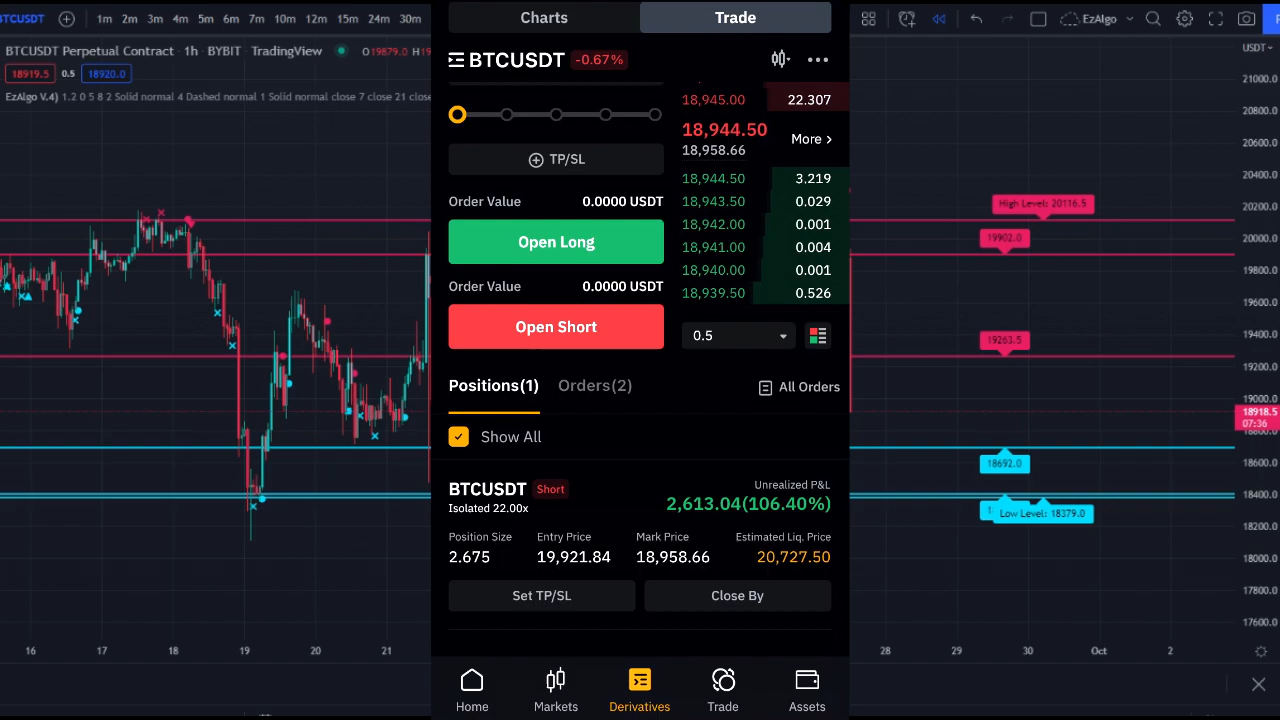 BTCUSDT
1m 2m 3m 4m 5m 6m 7m 10m 12m 15m 24m 30m
EzAlgo
BTCUSDT Perpetual Contract · 1h · BYBIT · TradingView
O19879.0 H19
18919.5 0.5 18920.0
EzAlgo V.4) 1.2 0 5 8 2 Solid normal 4 Dashed normal 1 Solid normal close 7 close 21 close
16 17 18 19 20 21
Charts Trade
BTCUSDT -0.67%
18,945.00 22.307
18,944.50
18,958.66
More >
TP/SL
18,944.50 3.219
18,943.50 0.029
18,942.00 0.001
18,941.00 0.004
18,940.00 0.001
18,939.50 0.526
Order Value 0.0000 USDT
Open Long
Order Value 0.0000 USDT
Open Short
0.5
Positions(1) Orders(2) All Orders
Show All
BTCUSDT Short
Isolated 22.00x
Unrealized P&L
2,613.04(106.40%)
Position Size Entry Price Mark Price Estimated Liq. Price
2.675 19,921.84 18,958.66 20,727.50
Set TP/SL Close By
Home Markets Derivatives Trade Assets
USDT
21000.0
20800.0
20600.0
20400.0
20200.0
20000.0
19800.0
19600.0
19400.0
19200.0
19000.0
18918.5
07:36
18600.0
18400.0
18200.0
18000.0
17800.0
17600.0
High Level: 20116.5
19902.0
19263.5
18692.0
Low Level: 18379.0
28 29 Oct 2